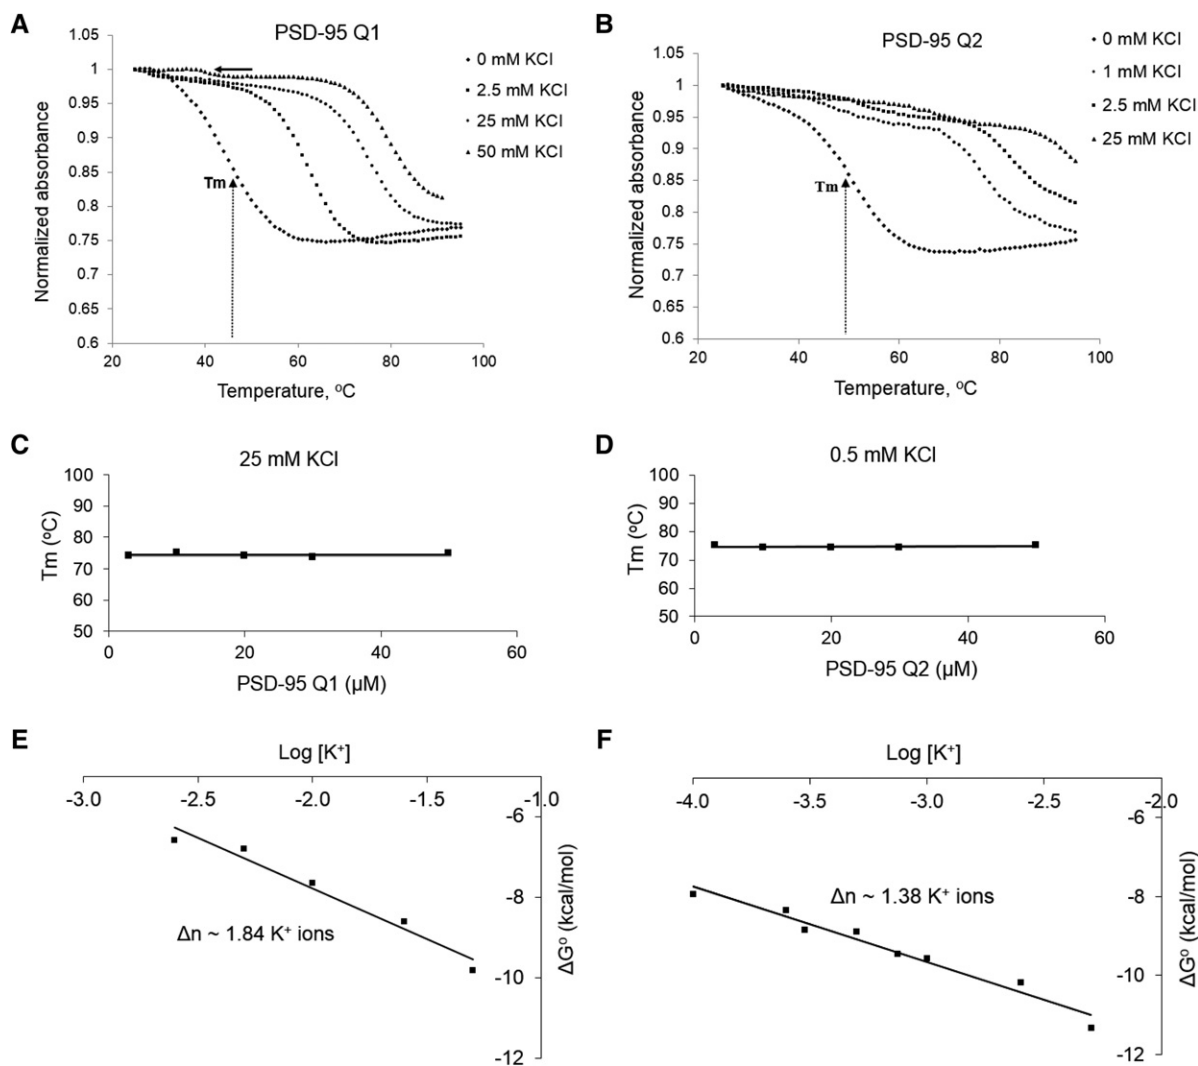 A
PSD-95 Q1
1.05
1
0.95
0.9
0.85
0.8
0.75
0.7
0.65
0.6
Normalized absorbance
0 mM KCl
2.5 mM KCl
25 mM KCl
50 mM KCl
Tm
20 40 60 80 100
Temperature, ºC
B
PSD-95 Q2
1.05
1
0.95
0.9
0.85
0.8
0.75
0.7
0.65
0.6
Normalized absorbance
0 mM KCl
1 mM KCl
2.5 mM KCl
25 mM KCl
Tm
20 40 60 80 100
Temperature, ºC
C
25 mM KCl
100
90
80
70
60
50
Tm (ºC)
0 20 40 60
PSD-95 Q1 (µM)
D
0.5 mM KCl
100
90
80
70
60
50
Tm (ºC)
0 20 40 60
PSD-95 Q2 (µM)
E
Log [K⁺]
-3.0 -2.5 -2.0 -1.5 -1.0
-6
-8
-10
-12
ΔGº (kcal/mol)
Δn ~ 1.84 K⁺ ions
F
Log [K⁺]
-4.0 -3.5 -3.0 -2.5 -2.0
-6
-8
-10
-12
ΔGº (kcal/mol)
Δn ~ 1.38 K⁺ ions